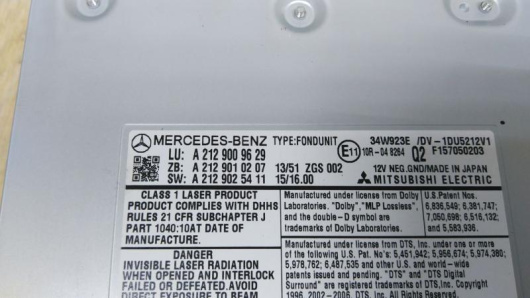 MERCEDES-BENZ TYPE:FONDUNIT 34W923E /DV-1DU5212V1
LU: A 212 900 96 29 E11 10R-04 8264 Q2 F157050203
ZB: A 212 901 02 07 13/51 ZGS 002 12V NEG.GND/MADE IN JAPAN
SW: A 212 902 54 11 15/16.00 MITSUBISHI ELECTRIC
CLASS 1 LASER PRODUCT
PRODUCT COMPLIES WITH DHHS
RULES 21 CFR SUBCHAPTER J
PART 1040:10AT DATE OF
MANUFACTURE.
Manufactured under license from Dolby
Laboratories. "Dolby","MLP Lossless",
and the double-D symbol are
trademarks of Dolby Laboratories.
U.S.Patent Nos.
6,836,549; 6,381,747;
7,050,698; 6,516,132;
and 5,583,936.
DANGER
INVISIBLE LASER RADIATION
WHEN OPENED AND INTERLOCK
FAILED OR DEFEATED.AVOID
DIRECT EXPOSURE TO BEAM
Manufactured under license from DTS, Inc. under one or more
of the following U.S. Pat. No's: 5,451,942; 5,956,674; 5,974,380;
5,978,762; 6,487,535 and other U.S. and world-wide
patents issued and pending. "DTS" and "DTS Digital
Surround" are registered trademarks of DTS, Inc. Copyrights
1996, 2002-2006 DTS, Inc. All Rights Reserved.